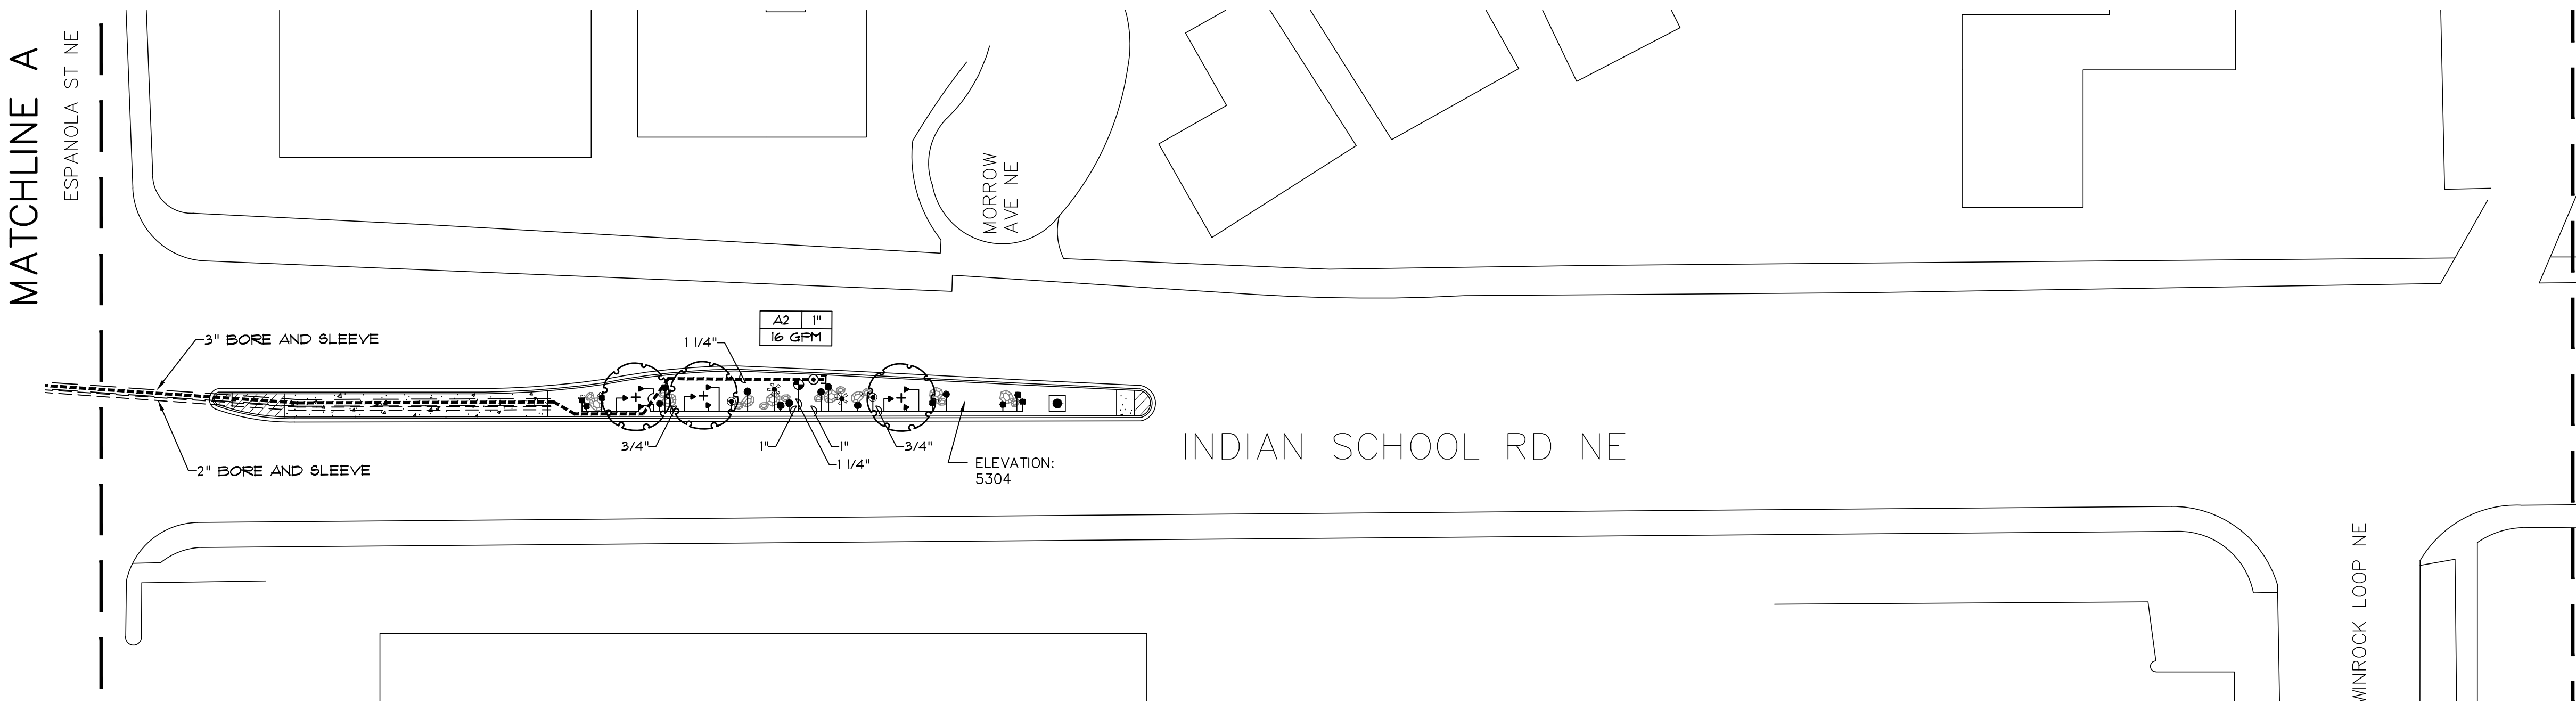 MATCHLINE A
ESPANOLA ST NE
MORROW
AVE NE
A2 1"
16 GPM
3" BORE AND SLEEVE
1 1/4"
2" BORE AND SLEEVE
3/4"
1"
1"
1 1/4"
3/4"
ELEVATION:
5304
INDIAN SCHOOL RD NE
WINROCK LOOP NE